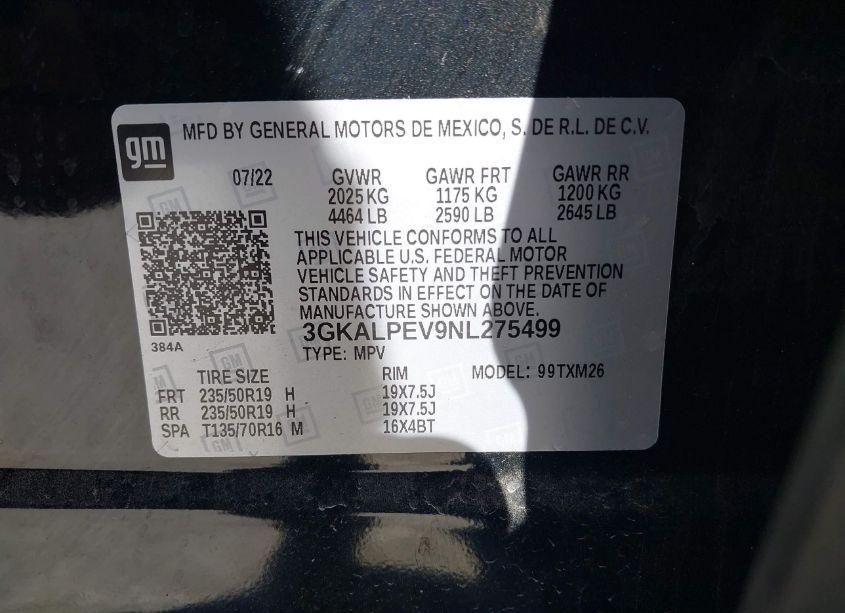 gm MFD BY GENERAL MOTORS DE MEXICO, S. DE R.L. DE C.V.
07/22 GVWR GAWR FRT GAWR RR
2025 KG 1175 KG 1200 KG
4464 LB 2590 LB 2645 LB
THIS VEHICLE CONFORMS TO ALL
APPLICABLE U.S. FEDERAL MOTOR
VEHICLE SAFETY AND THEFT PREVENTION
STANDARDS IN EFFECT ON THE DATE OF
MANUFACTURE SHOWN ABOVE.
3GKALPEV9NL275499
384A
TYPE: MPV
TIRE SIZE RIM MODEL: 99TXM26
FRT 235/50R19 H 19X7.5J
RR 235/50R19 H 19X7.5J
SPA T135/70R16 M 16X4BT